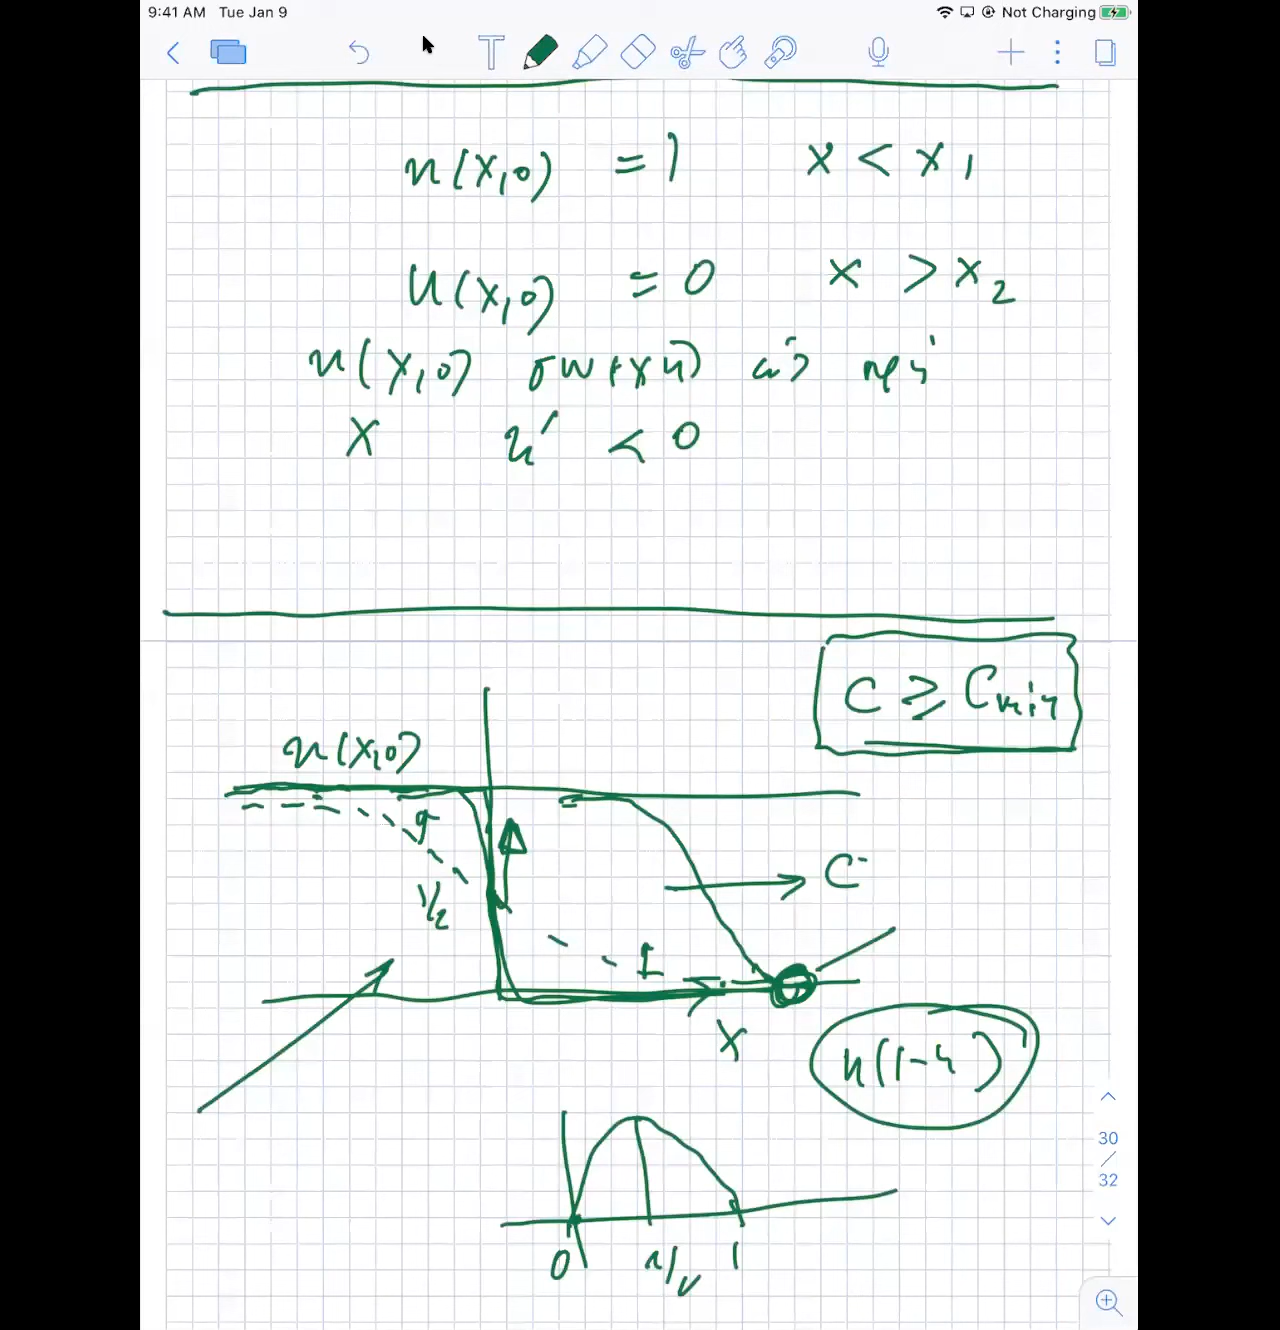 9:41 AM Tue Jan 9
Not Charging
u(x,0) = 1 x < x1
u(x,0) = 0 x > x2
u(x,0)
x u' < 0
C ≥ Cmin
u(x,0)
C
1/2
x
u(1-u)
30
/
32
0 1